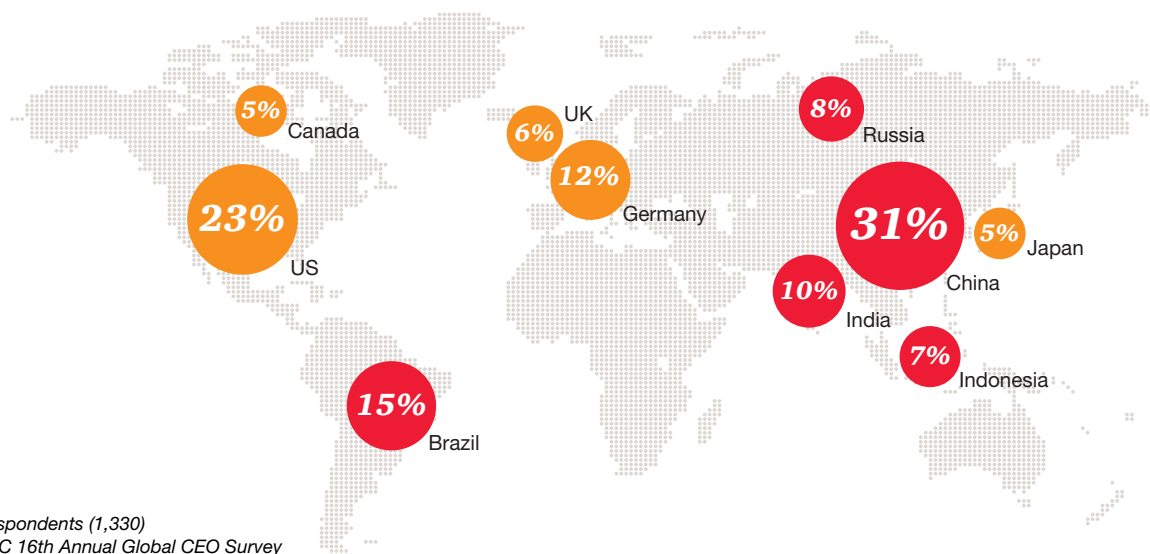 5%
Canada
UK
6%
12%
Germany
8%
Russia
23%
US
31%
China
5%
Japan
10%
India
7%
Indonesia
15%
Brazil
spondents (1,330)
C 16th Annual Global CEO Survey